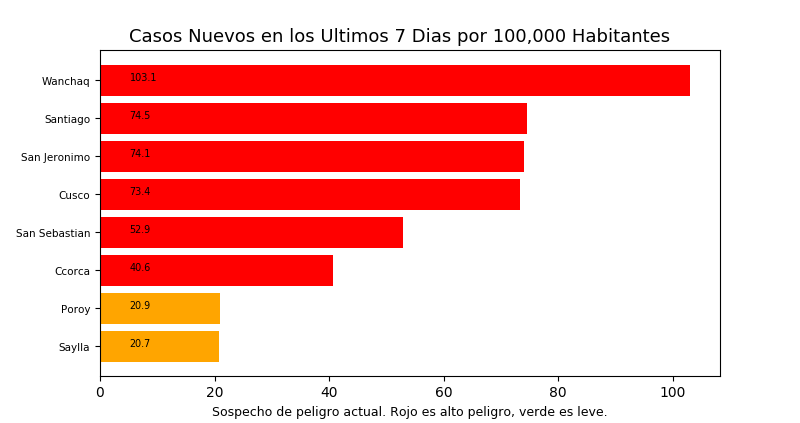 Casos Nuevos en los Ultimos 7 Dias por 100,000 Habitantes
Wanchaq 103.1
Santiago 74.5
San Jeronimo 74.1
Cusco 73.4
San Sebastian 52.9
Ccorca 40.6
Poroy 20.9
Saylla 20.7
0 20 40 60 80 100
Sospecho de peligro actual. Rojo es alto peligro, verde es leve.